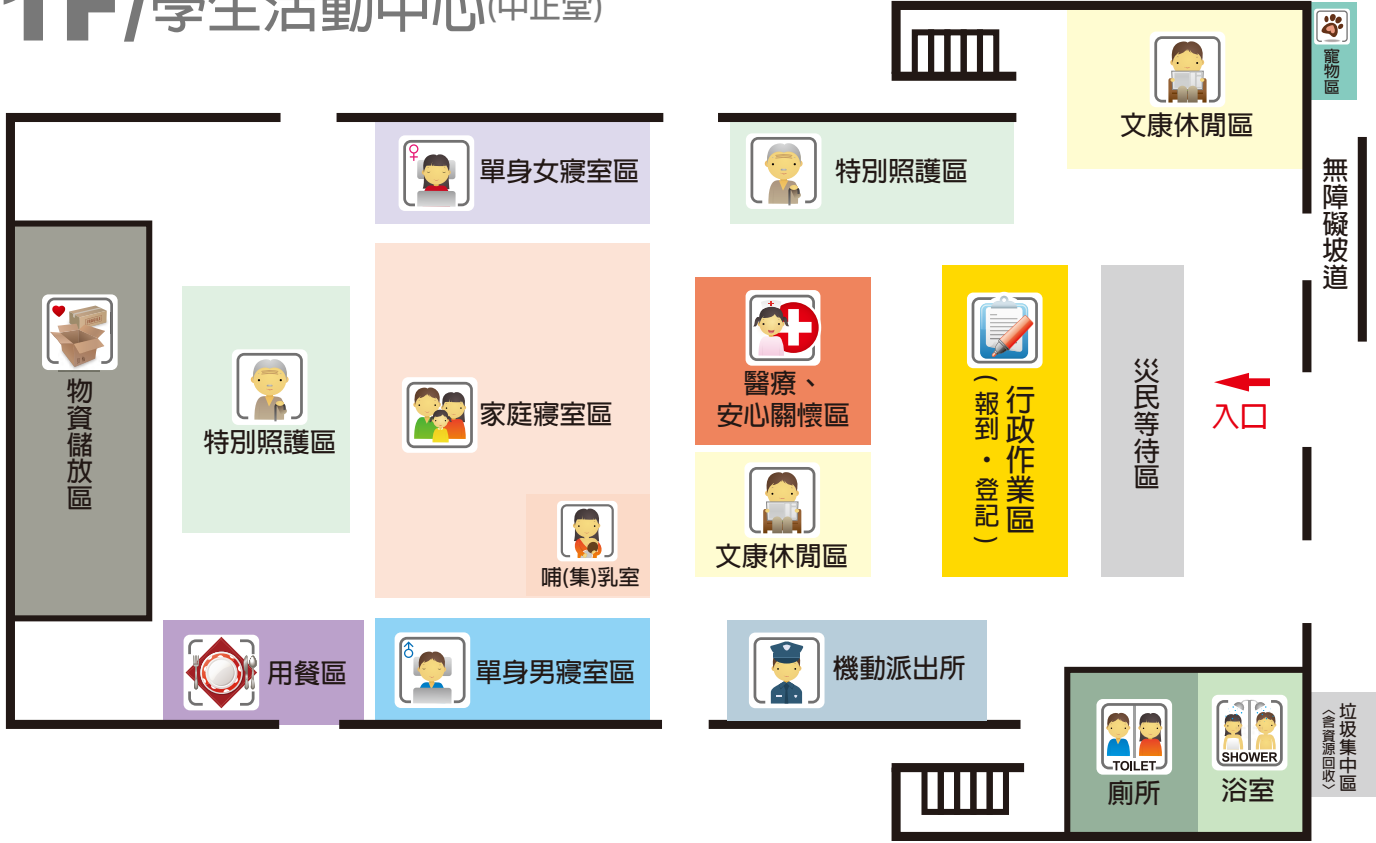 1F/學生活動中心(中正堂)
文康休閒區
寵物區
單身女寢室區
特別照護區
無障礙坡道
物資儲放區
特別照護區
家庭寢室區
哺(集)乳室
醫療、
安心關懷區
文康休閒區
行政作業區
(報到・登記)
災民等待區
入口
用餐區
單身男寢室區
機動派出所
TOILET
廁所
SHOWER
浴室
垃圾集中區
〈含資源回收〉